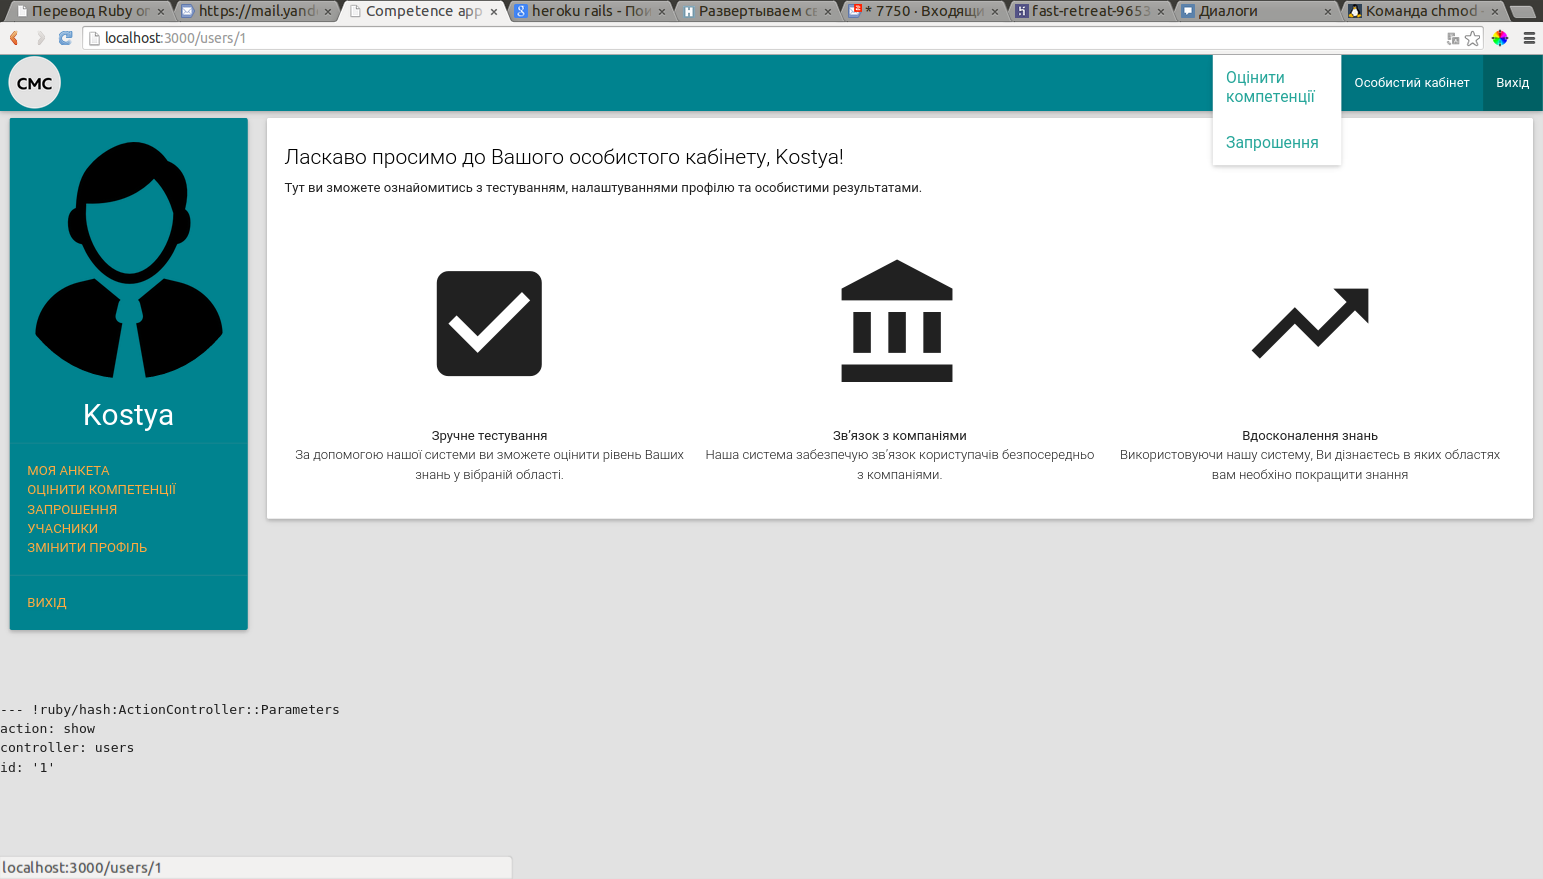 Перевод Ruby on
https://mail.yand
Competence app
heroku rails - Пои
Развертываем св
* 7750 · Входящи
fast-retreat-9653
Диалоги
Команда chmod -
localhost:3000/users/1
CMC
Оцінити
компетенції
Запрошення
Особистий кабінет
Вихід
Kostya
МОЯ АНКЕТА
ОЦІНИТИ КОМПЕТЕНЦІЇ
ЗАПРОШЕННЯ
УЧАСНИКИ
ЗМІНИТИ ПРОФІЛЬ
ВИХІД
Ласкаво просимо до Вашого особистого кабінету, Kostya!
Тут ви зможете ознайомитись з тестуванням, налаштуваннями профілю та особистими результатами.
Зручне тестування
За допомогою нашої системи ви зможете оцінити рівень Ваших
знань у вібраній області.
Зв’язок з компаніями
Наша система забезпечую зв’язок користупачів безпосередньо
з компаніями.
Вдосконалення знань
Використовуючи нашу систему, Ви дізнаєтесь в яких областях
вам необхіно покращити знання
--- !ruby/hash:ActionController::Parameters
action: show
controller: users
id: '1'
localhost:3000/users/1